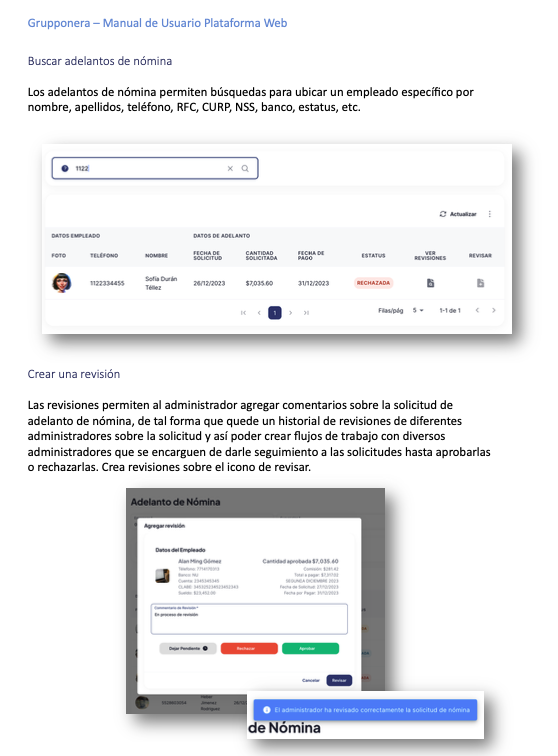 Grupponera – Manual de Usuario Plataforma Web
Buscar adelantos de nómina
Los adelantos de nómina permiten búsquedas para ubicar un empleado específico por
nombre, apellidos, teléfono, RFC, CURP, NSS, banco, estatus, etc.
1122
Actualizar
DATOS EMPLEADO DATOS DE ADELANTO
FOTO TELÉFONO NOMBRE FECHA DE SOLICITUD CANTIDAD SOLICITADA FECHA DE PAGO ESTATUS VER REVISIONES REVISAR
1122334455 Sofía Durán Téllez 26/12/2023 $7,035.60 31/12/2023 RECHAZADA
1 Filas/pág 5 1-1 de 1
Crear una revisión
Las revisiones permiten al administrador agregar comentarios sobre la solicitud de
adelanto de nómina, de tal forma que quede un historial de revisiones de diferentes
administradores sobre la solicitud y así poder crear flujos de trabajo con diversos
administradores que se encarguen de darle seguimiento a las solicitudes hasta aprobarlas
o rechazarlas. Crea revisiones sobre el icono de revisar.
Adelanto de Nómina
Agregar revisión
Datos del Empleado
Alan Ming Gómez Cantidad aprobada $7,035.60
Teléfono: 7714170313 Comisión: $281.42
Banco: NU Total a pagar: $7,317.02
Cuenta: 2345345345 SEGUNDA DICIEMBRE 2023
Fecha de Solicitud: 27/12/2023
Sueldo: $23,452.00 Fecha por Pagar: 31/12/2023
Comentario de Revisión *
En proceso de revisión
Dejar Pendiente Rechazar Aprobar
Cancelar Revisar
Jimenez
Rodriguez
El administrador ha revisado correctamente la solicitud de nómina
de Nómina